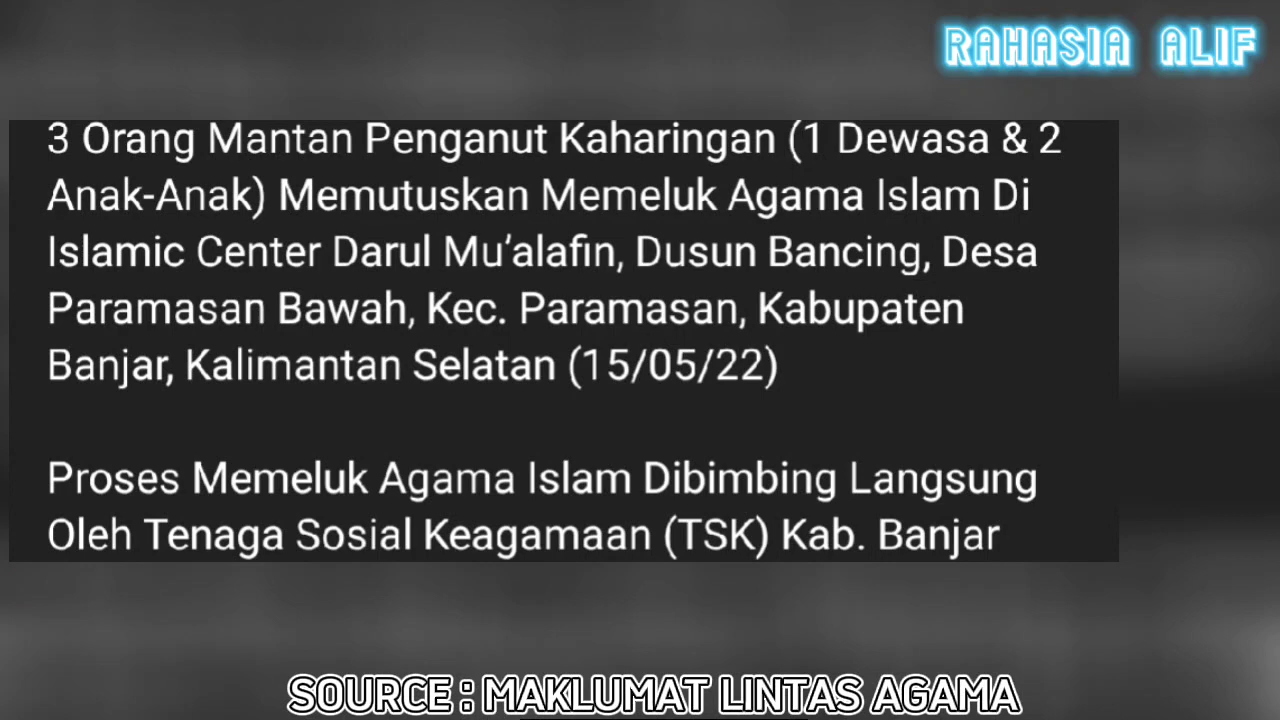 RAHASIA ALIF
3 Orang Mantan Penganut Kaharingan (1 Dewasa & 2
Anak-Anak) Memutuskan Memeluk Agama Islam Di
Islamic Center Darul Mu’alafin, Dusun Bancing, Desa
Paramasan Bawah, Kec. Paramasan, Kabupaten
Banjar, Kalimantan Selatan (15/05/22)
Proses Memeluk Agama Islam Dibimbing Langsung
Oleh Tenaga Sosial Keagamaan (TSK) Kab. Banjar
SOURCE : MAKLUMAT LINTAS AGAMA